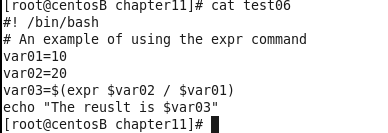 [root@centosB chapter11]# cat test06
#! /bin/bash
# An example of using the expr command
var01=10
var02=20
var03=$(expr $var02 / $var01)
echo "The reuslt is $var03"
[root@centosB chapter11]#